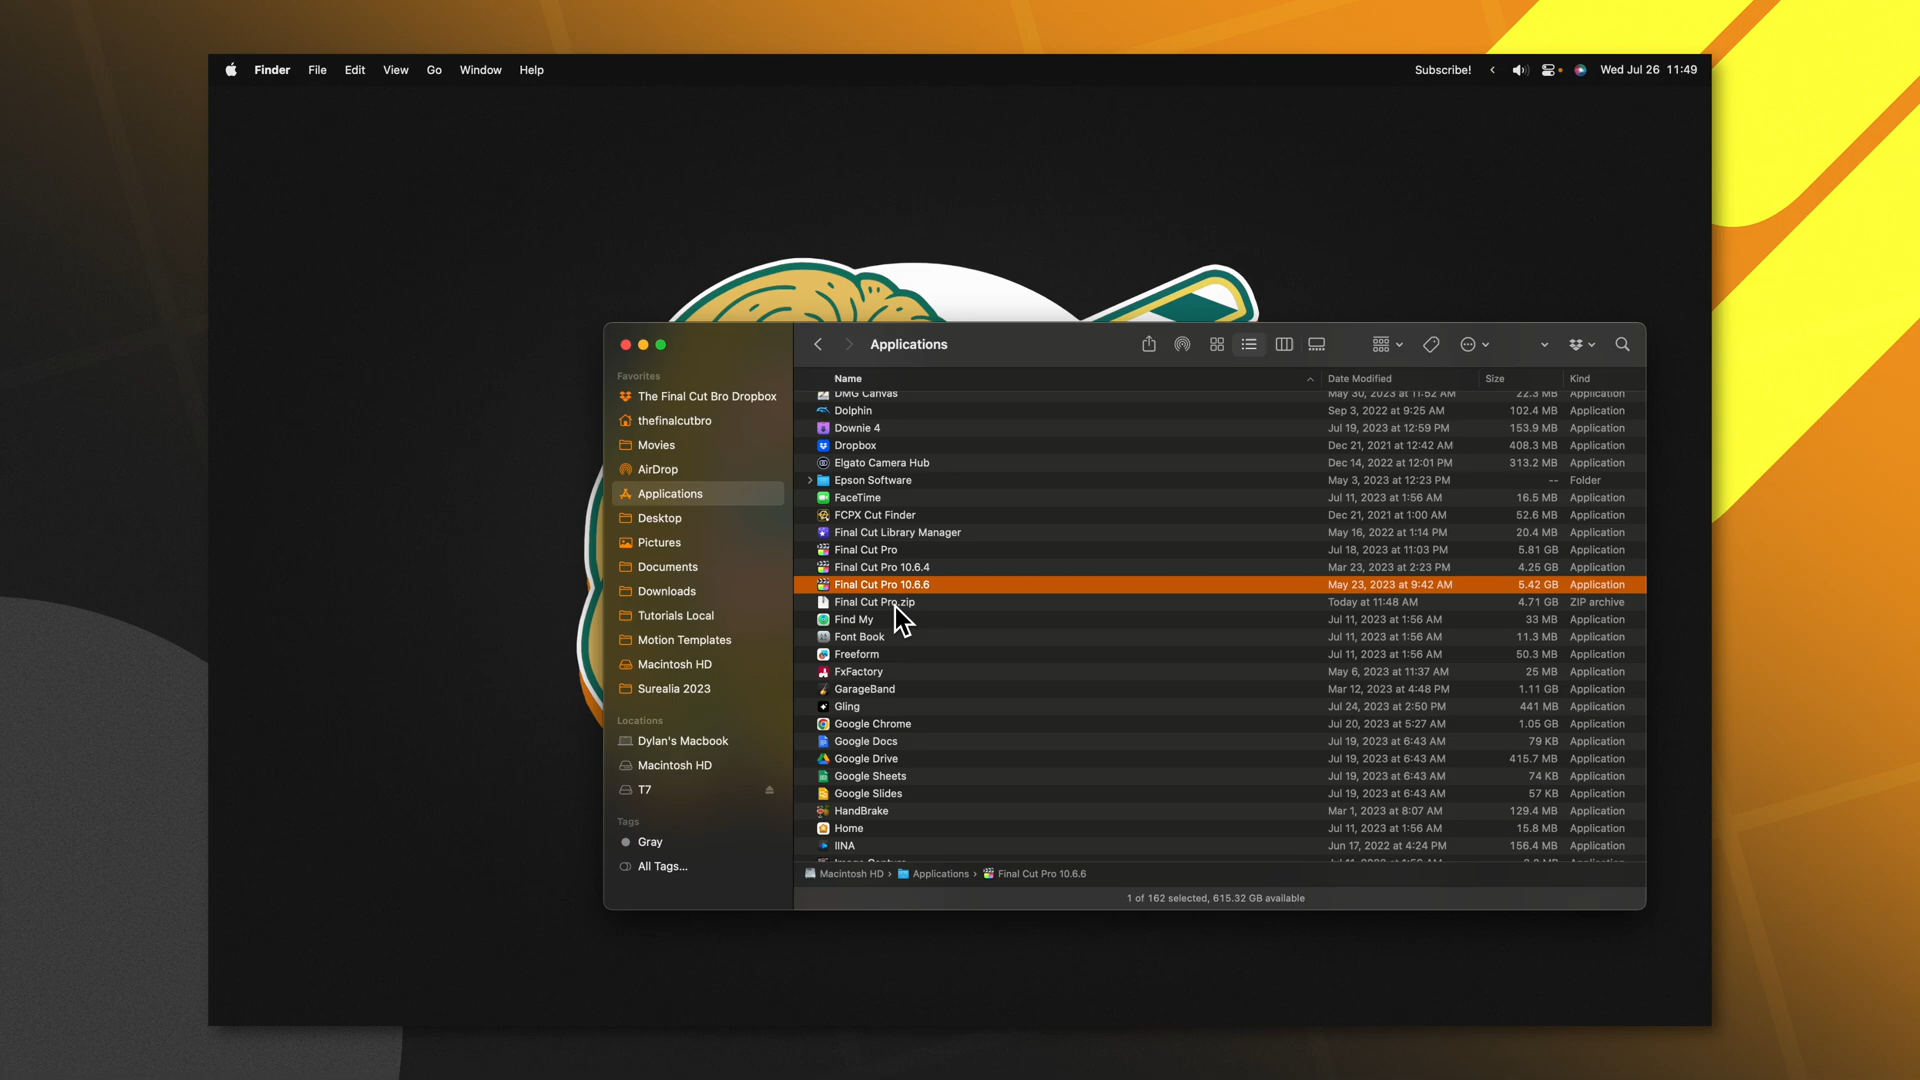 Finder File Edit View Go Window Help
Subscribe! Wed Jul 26 11:49
Applications
Favorites
The Final Cut Bro Dropbox
thefinalcutbro
Movies
AirDrop
Applications
Desktop
Pictures
Documents
Downloads
Tutorials Local
Motion Templates
Macintosh HD
Surealia 2023
Locations
Dylan's Macbook
Macintosh HD
T7
Tags
Gray
All Tags...
Name Date Modified Size Kind
DMG Canvas May 30, 2023 at 11:52 AM 22.3 MB Application
Dolphin Sep 3, 2022 at 9:25 AM 102.4 MB Application
Downie 4 Jul 19, 2023 at 12:59 PM 153.9 MB Application
Dropbox Dec 21, 2021 at 12:42 AM 408.3 MB Application
Elgato Camera Hub Dec 14, 2022 at 12:01 PM 313.2 MB Application
Epson Software May 3, 2023 at 12:23 PM -- Folder
FaceTime Jul 11, 2023 at 1:56 AM 16.5 MB Application
FCPX Cut Finder Dec 21, 2021 at 1:00 AM 52.6 MB Application
Final Cut Library Manager May 16, 2022 at 1:14 PM 20.4 MB Application
Final Cut Pro Jul 18, 2023 at 11:03 PM 5.81 GB Application
Final Cut Pro 10.6.4 Mar 23, 2023 at 2:23 PM 4.25 GB Application
Final Cut Pro 10.6.6 May 23, 2023 at 9:42 AM 5.42 GB Application
Final Cut Pro.zip Today at 11:48 AM 4.71 GB ZIP archive
Find My Jul 11, 2023 at 1:56 AM 33 MB Application
Font Book Jul 11, 2023 at 1:56 AM 11.3 MB Application
Freeform Jul 11, 2023 at 1:56 AM 50.3 MB Application
FxFactory May 6, 2023 at 11:37 AM 25 MB Application
GarageBand Mar 12, 2023 at 4:48 PM 1.11 GB Application
Gling Jul 24, 2023 at 2:50 PM 441 MB Application
Google Chrome Jul 20, 2023 at 5:27 AM 1.05 GB Application
Google Docs Jul 19, 2023 at 6:43 AM 79 KB Application
Google Drive Jul 19, 2023 at 6:43 AM 415.7 MB Application
Google Sheets Jul 19, 2023 at 6:43 AM 74 KB Application
Google Slides Jul 19, 2023 at 6:43 AM 57 KB Application
HandBrake Mar 1, 2023 at 8:07 AM 129.4 MB Application
Home Jul 11, 2023 at 1:56 AM 15.8 MB Application
IINA Jun 17, 2022 at 4:24 PM 156.4 MB Application
Macintosh HD › Applications › Final Cut Pro 10.6.6
1 of 162 selected, 615.32 GB available